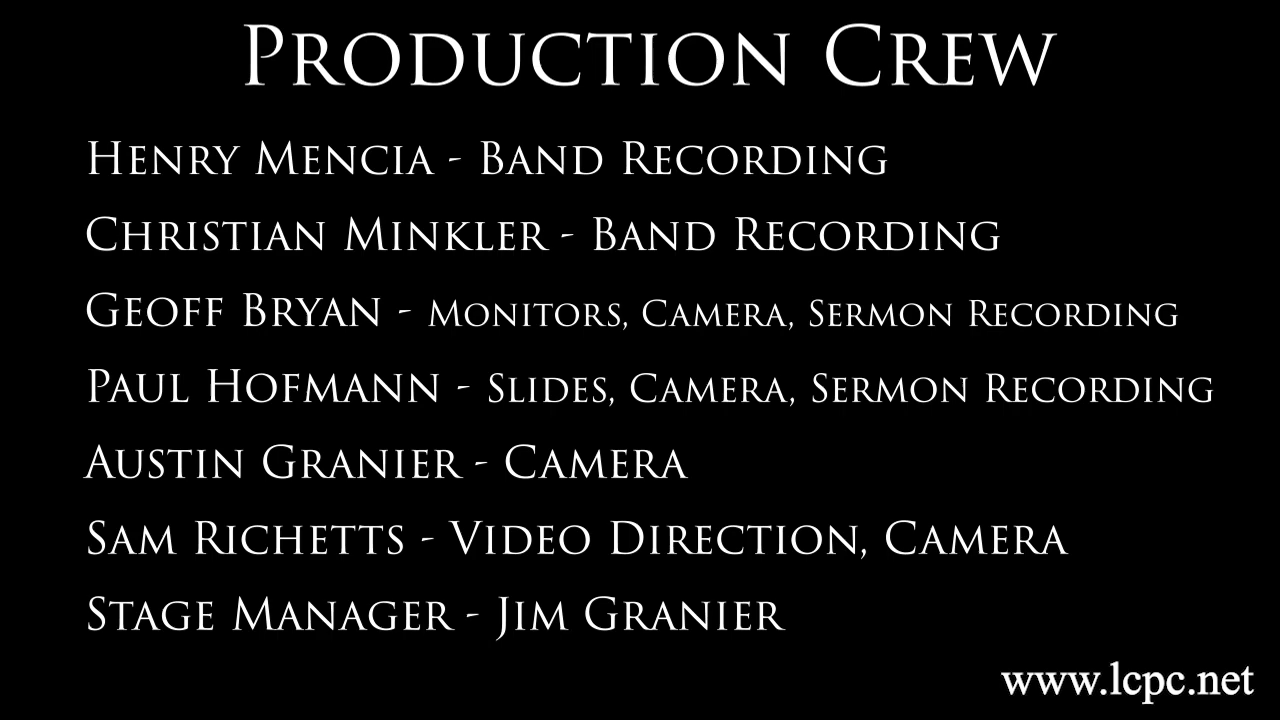 Production Crew
Henry Mencia - Band Recording
Christian Minkler - Band Recording
Geoff Bryan - Monitors, Camera, Sermon Recording
Paul Hofmann - Slides, Camera, Sermon Recording
Austin Granier - Camera
Sam Richetts - Video Direction, Camera
Stage Manager - Jim Granier
www.lcpc.net